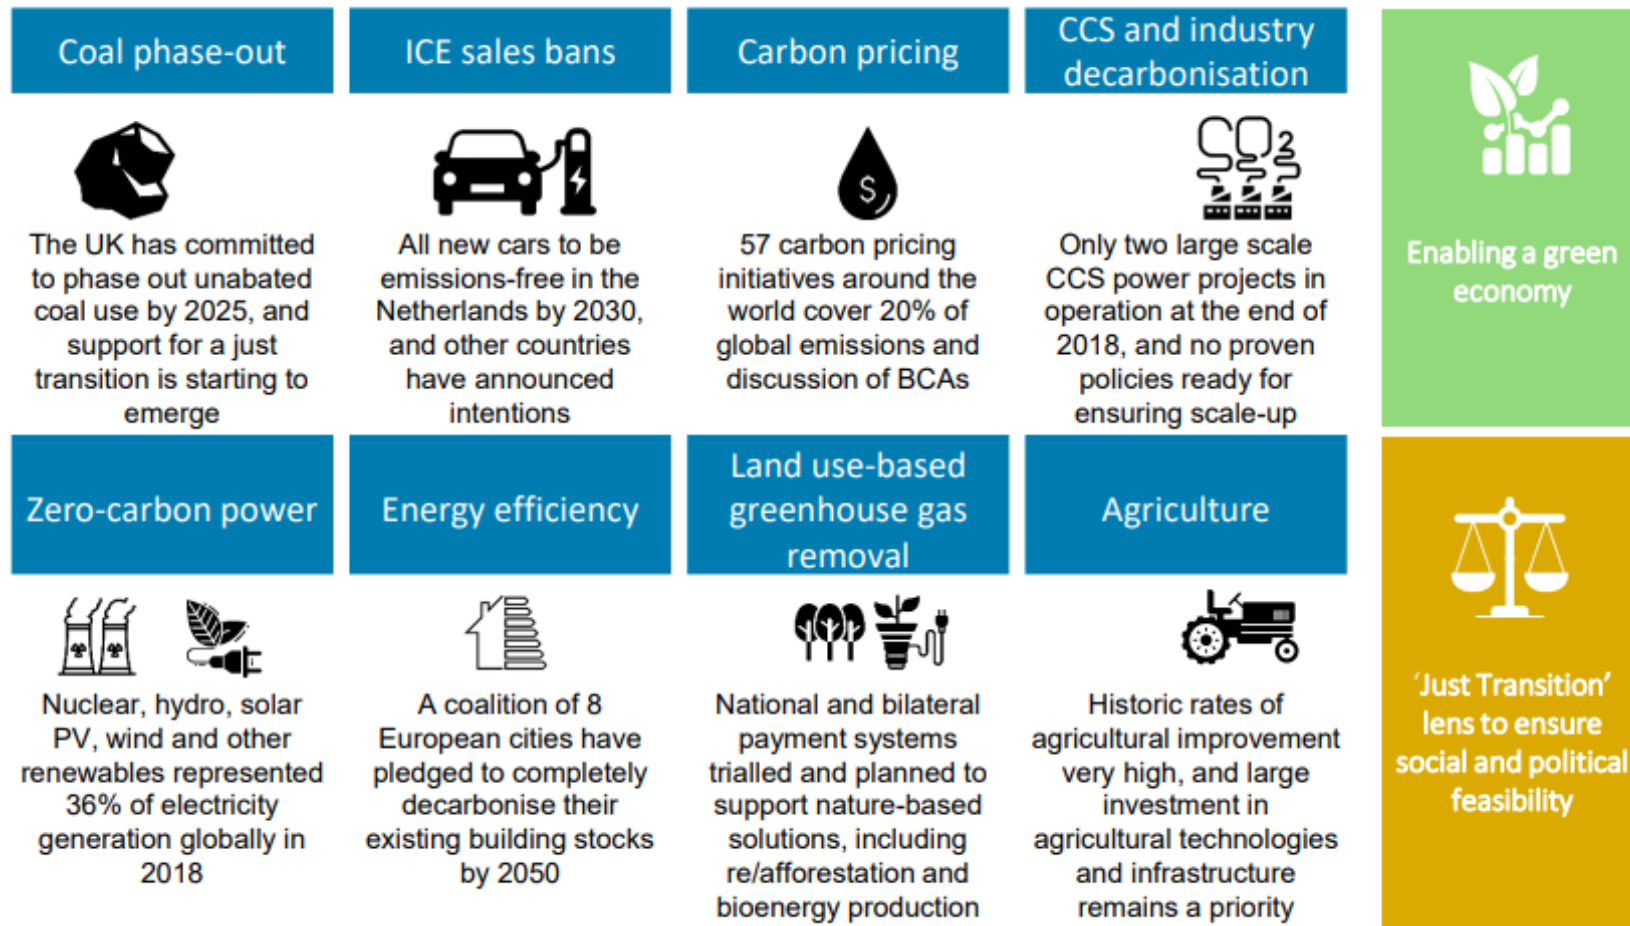 Coal phase-out
The UK has committed
to phase out unabated
coal use by 2025, and
support for a just
transition is starting to
emerge
ICE sales bans
All new cars to be
emissions-free in the
Netherlands by 2030,
and other countries
have announced
intentions
Carbon pricing
$
57 carbon pricing
initiatives around the
world cover 20% of
global emissions and
discussion of BCAs
CCS and industry
decarbonisation
CO2
Only two large scale
CCS power projects in
operation at the end of
2018, and no proven
policies ready for
ensuring scale-up
Enabling a green
economy
Zero-carbon power
Nuclear, hydro, solar
PV, wind and other
renewables represented
36% of electricity
generation globally in
2018
Energy efficiency
A coalition of 8
European cities have
pledged to completely
decarbonise their
existing building stocks
by 2050
Land use-based
greenhouse gas
removal
National and bilateral
payment systems
trialled and planned to
support nature-based
solutions, including
re/afforestation and
bioenergy production
Agriculture
Historic rates of
agricultural improvement
very high, and large
investment in
agricultural technologies
and infrastructure
remains a priority
‘Just Transition’
lens to ensure
social and political
feasibility